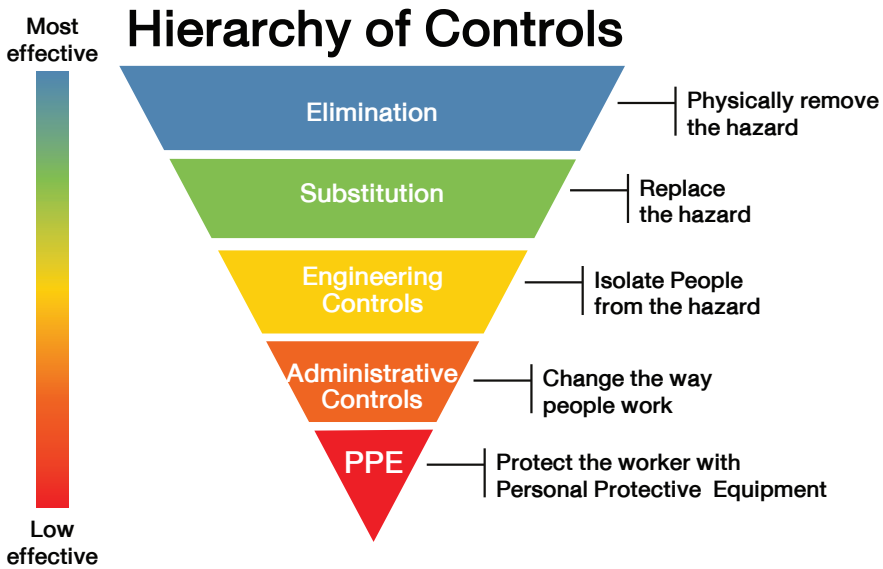 Hierarchy of Controls
Most
effective
Elimination
Physically remove
the hazard
Substitution
Replace
the hazard
Engineering
Controls
Isolate People
from the hazard
Administrative
Controls
Change the way
people work
PPE
Protect the worker with
Personal Protective Equipment
Low
effective